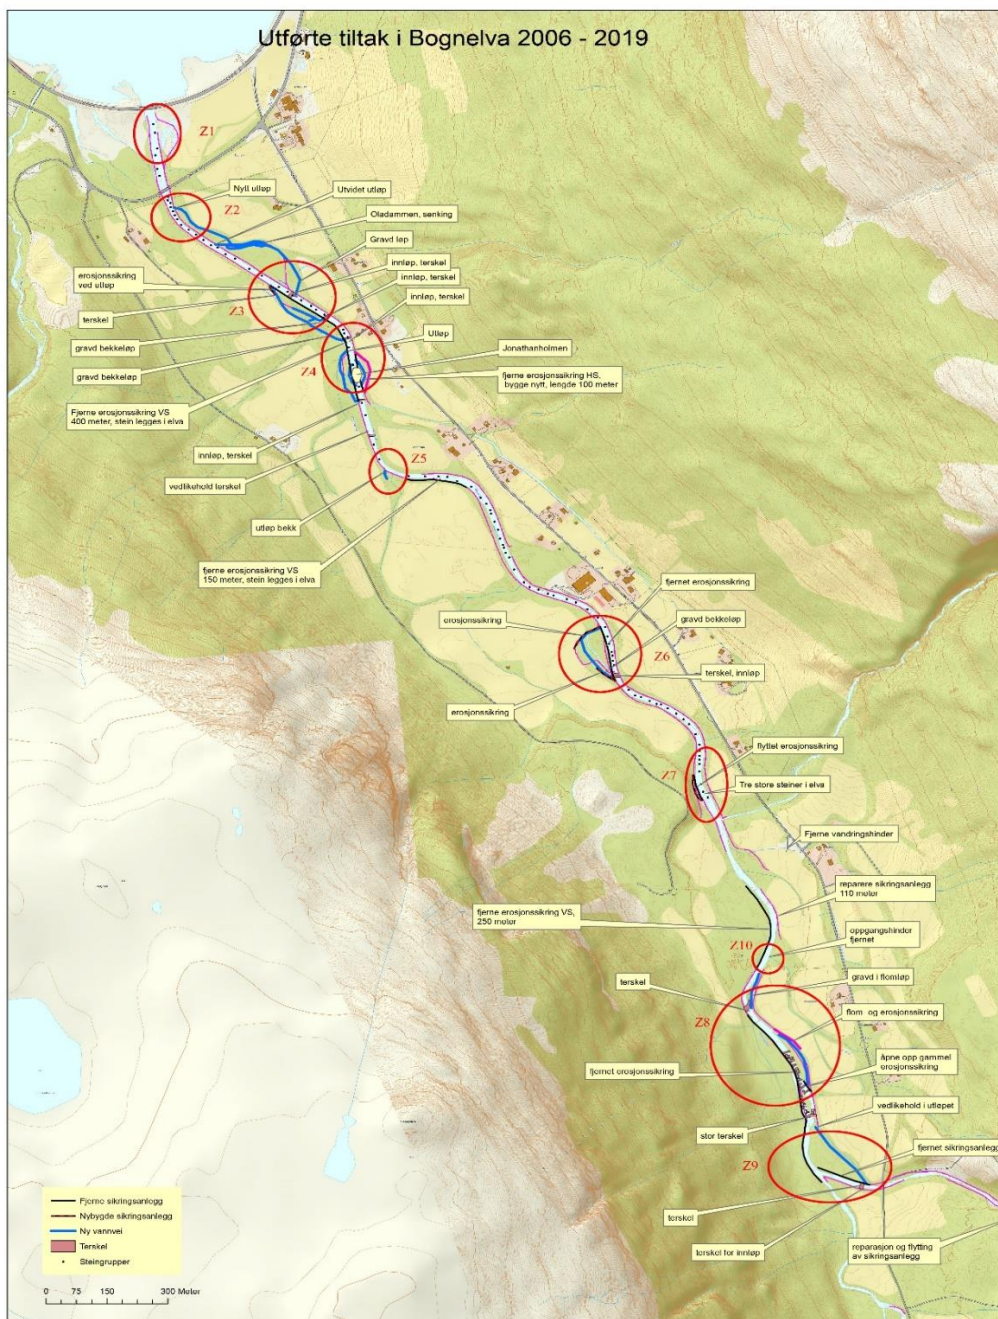 Utførte tiltak i Bognelva 2006 - 2019
Z1
Nytt utløp
Utvidet utløp
Z2
Oladammen, senking
Gravd løp
erosjonssikring
ved utløp
innløp, terskel
innløp, terskel
innløp, terskel
Z3
terskel
Utløp
gravd bekkeløp
Jonathanholmen
Z4
gravd bekkeløp
fjerne erosjonssikring HS,
bygge nytt, lengde 100 meter
Fjerne erosjonssikring VS
400 meter, stein legges i elva
innløp, terskel
Z5
vedlikehold terskel
utløp bekk
fjerne erosjonssikring VS
150 meter, stein legges i elva
fjernet erosjonssikring
erosjonssikring
gravd bekkeløp
Z6
terskel, innløp
erosjonssikring
flyttet erosjonssikring
Z7
Tre store steiner i elva
Fjerne vandringshinder
reparere sikringsanlegg
110 meter
fjerne erosjonssikring VS,
250 meter
oppgangshinder
fjernet
Z10
gravd i flomløp
terskel
flom og erosjonssikring
Z8
åpne opp gammel
erosjonssikring
fjernet erosjonssikring
vedlikehold i utløpet
stor terskel
fjernet sikringsanlegg
Z9
terskel
terskel for innløp
reparasjon og flytting
av sikringsanlegg
Fjerne sikringsanlegg
Nybygde sikringsanlegg
Ny vannvei
Terskel
Steingrupper
0 75 150 300 Meter